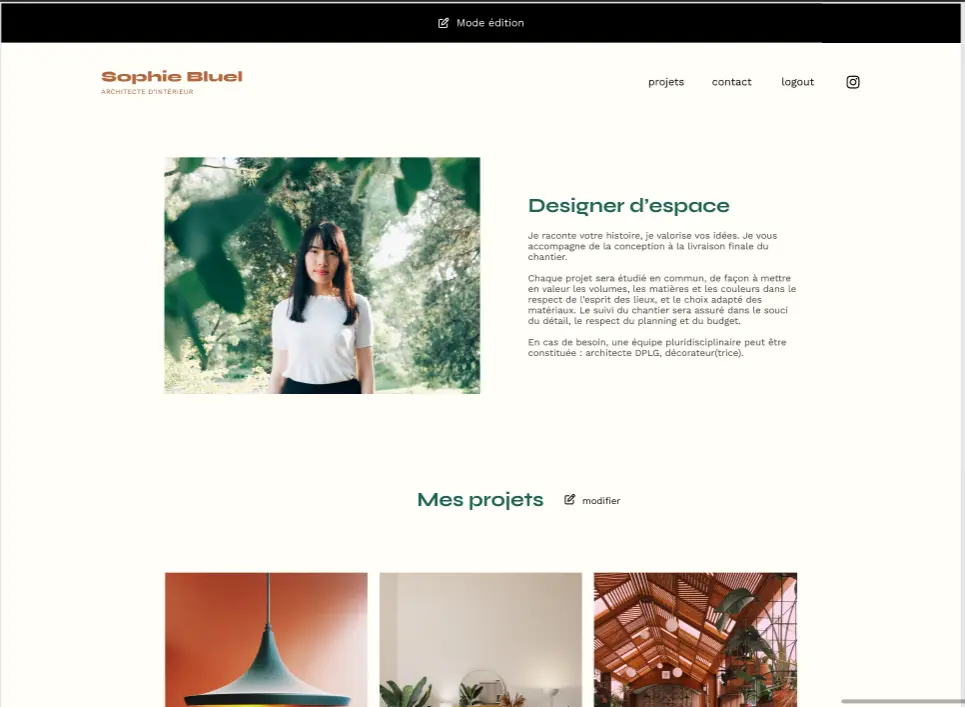 Mode édition
Sophie Bluel
ARCHITECTE D'INTÉRIEUR
projets
contact
logout
Designer d'espace
Je raconte votre histoire, je valorise vos idées. Je vous
accompagne de la conception à la livraison finale du
chantier.
Chaque projet sera étudié en commun, de façon à mettre
en valeur les volumes, les matières et les couleurs dans le
respect de l'esprit des lieux, et le choix adapté des
matériaux. Le suivi du chantier sera assuré dans le souci
du détail, le respect du planning et du budget.
En cas de besoin, une équipe pluridisciplinaire peut être
constituée : architecte DPLG, décorateur(trice).
Mes projets
modifier